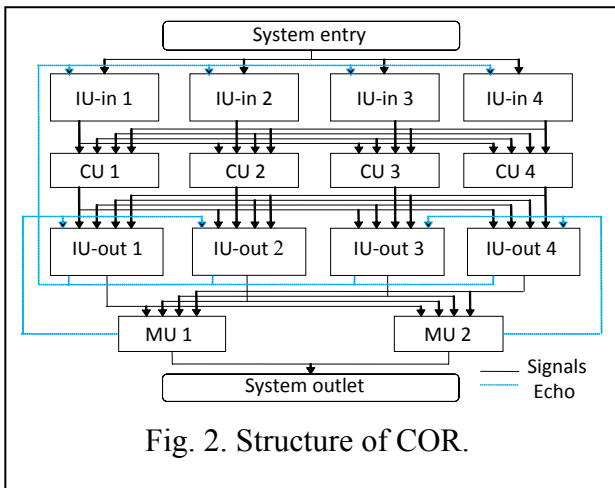 System entry
IU-in 1 IU-in 2 IU-in 3 IU-in 4
CU 1 CU 2 CU 3 CU 4
IU-out 1 IU-out 2 IU-out 3 IU-out 4
MU 1 MU 2
Signals
System outlet
Echo
Fig. 2. Structure of COR.